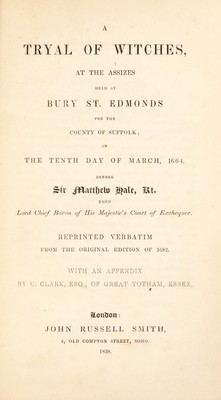 A
TRYAL OF WITCHES,
AT THE ASSIZES
HELD AT
BURY ST. EDMONDS
FOR THE
COUNTY OF SUFFOLK;
ON
THE TENTH DAY OF MARCH, 1664.
BEFORE
Sir Matthew Hale, Kt.
THEN
Lord Chief Baron of His Majestie's Court of Exchequer.
REPRINTED VERBATIM
FROM THE ORIGINAL EDITION OF 1682.
WITH AN APPENDIX
BY C. CLARK, ESQ., OF GREAT TOTHAM, ESSEX.
London:
JOHN RUSSELL SMITH,
4, OLD COMPTON STREET, SOHO.
1838.